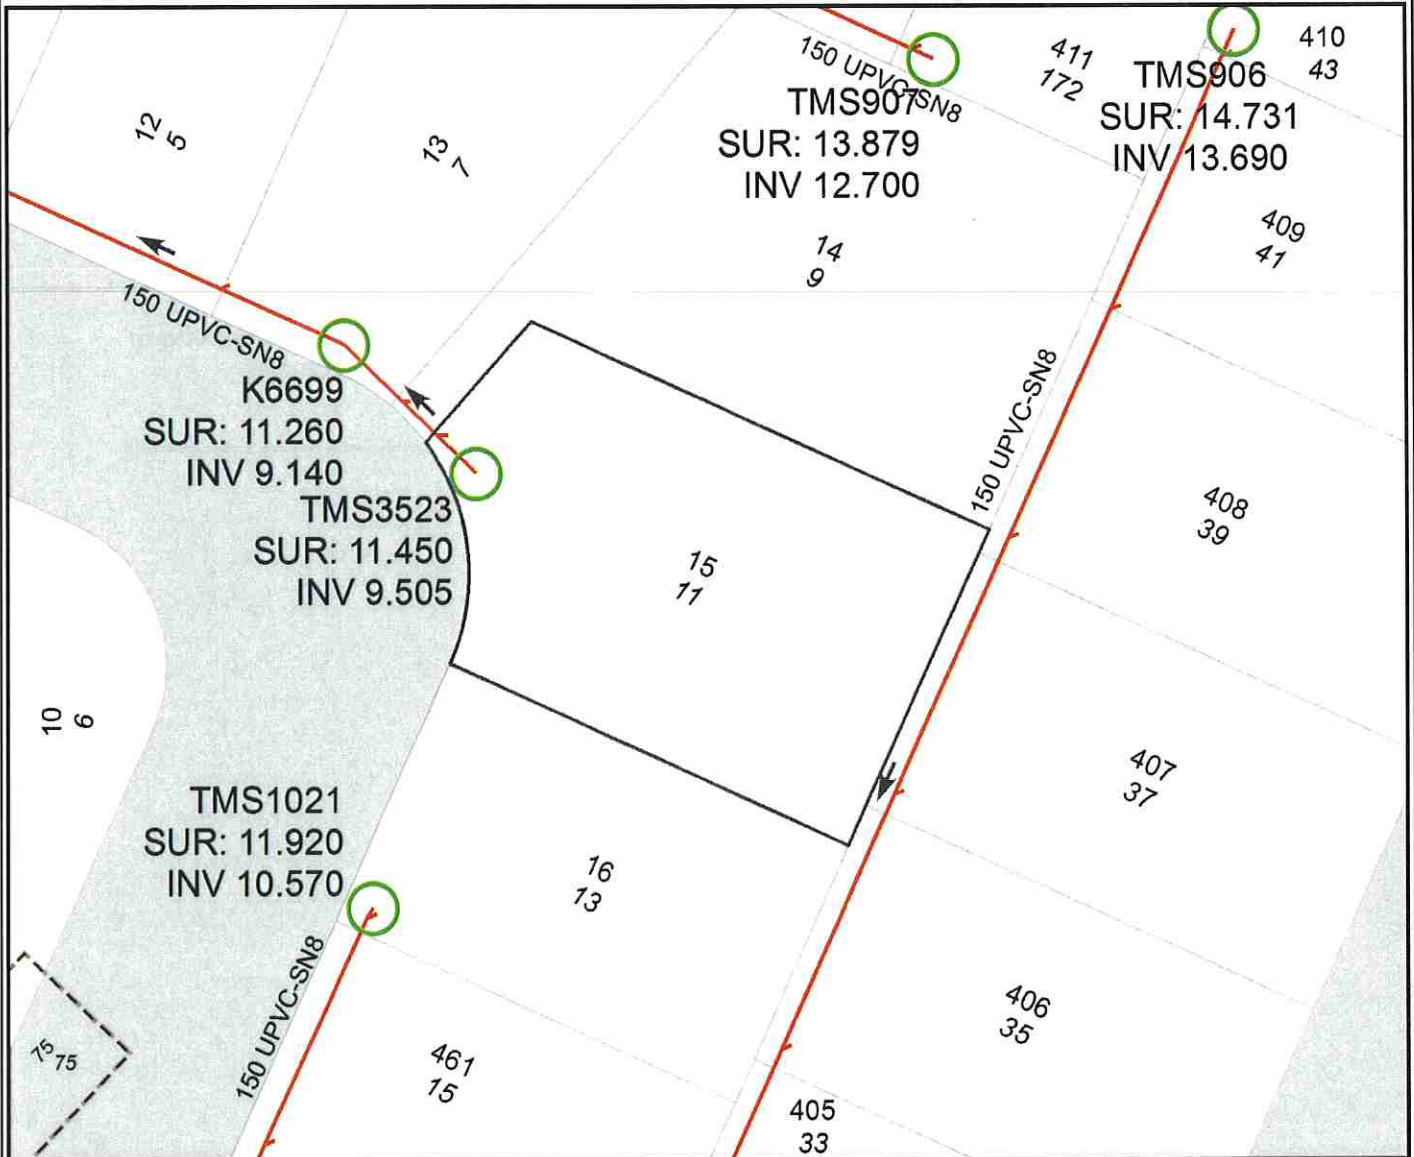 150 UPVC-SN8
TMS907
SUR: 13.879
INV 12.700
411
172
TMS906
SUR: 14.731
INV 13.690
410
43
12
5
13
7
409
41
14
9
150 UPVC-SN8
K6699
SUR: 11.260
INV 9.140
150 UPVC-SN8
TMS3523
SUR: 11.450
INV 9.505
408
39
15
11
10
6
407
37
TMS1021
SUR: 11.920
INV 10.570
16
13
150 UPVC-SN8
406
35
75
75
461
15
405
33